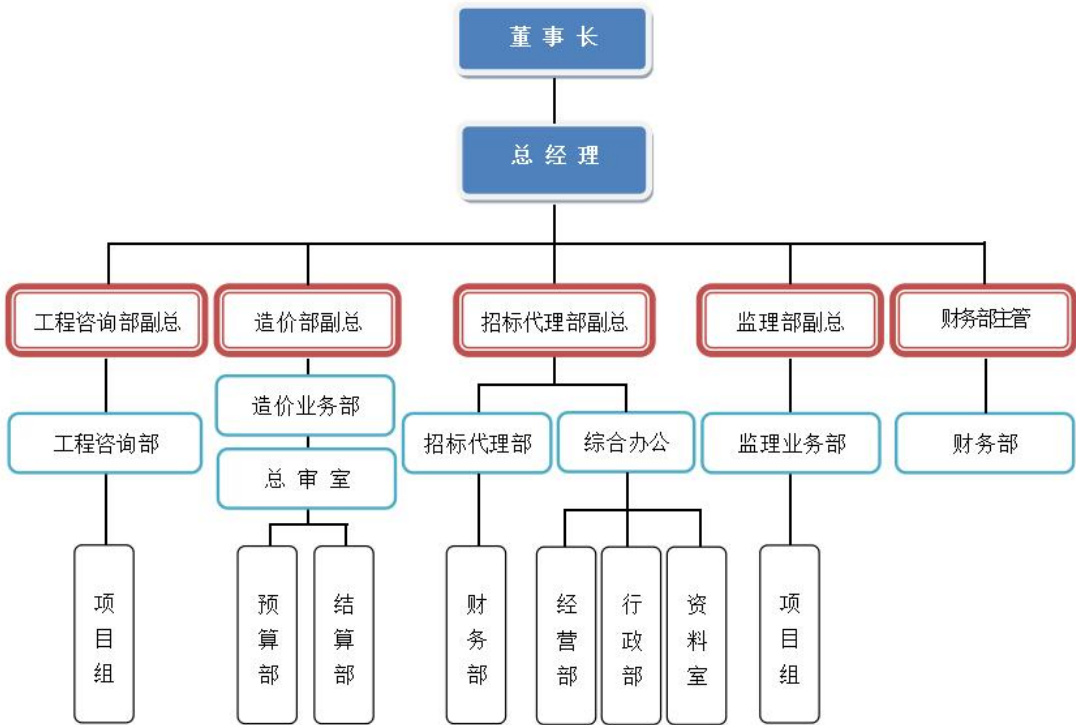 董事长
总经理
工程咨询部副总
造价部副总
招标代理部副总
监理部副总
财务部主管
造价业务部
工程咨询部
招标代理部
综合办公
监理业务部
财务部
总审室
项目组
预算部
结算部
财务部
经营部
行政部
资料室
项目组